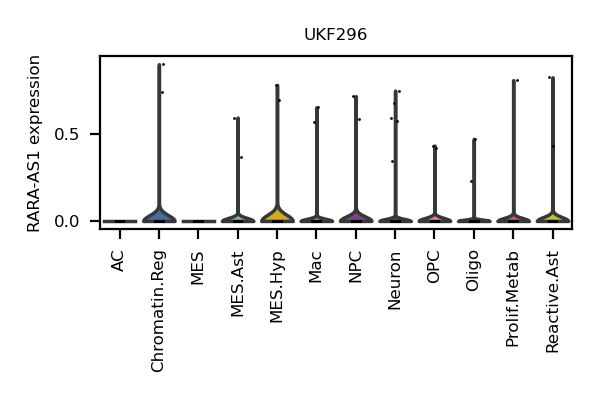 UKF296
RARA-AS1 expression
0.5
0.0
AC
Chromatin.Reg
MES
MES.Ast
MES.Hyp
Mac
NPC
Neuron
OPC
Oligo
Prolif.Metab
Reactive.Ast